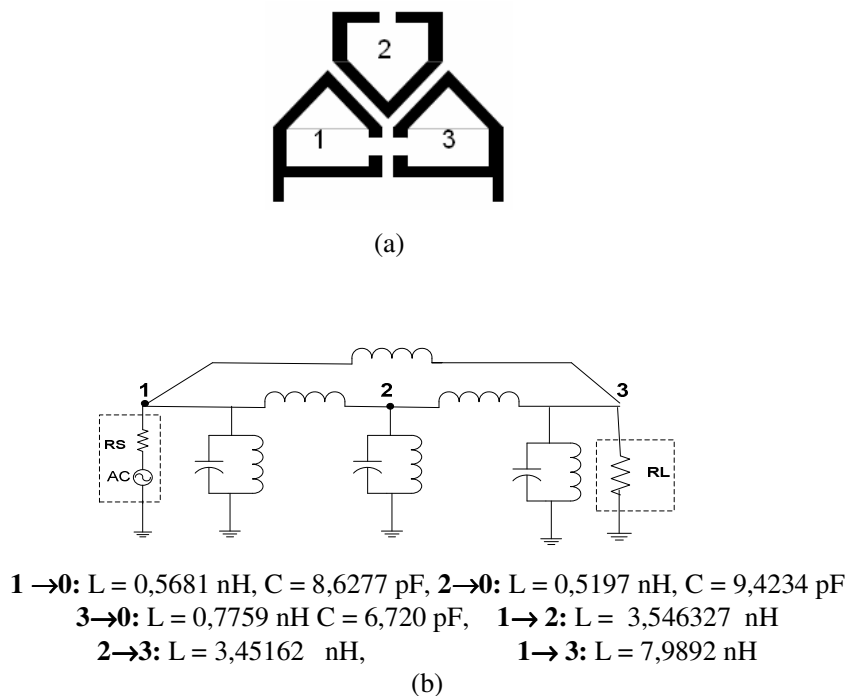 2
1 3
(a)
1 2 3
RS
AC
RL
1 →0: L = 0,5681 nH, C = 8,6277 pF, 2→0: L = 0,5197 nH, C = 9,4234 pF
3→0: L = 0,7759 nH C = 6,720 pF, 1→ 2: L = 3,546327 nH
2→3: L = 3,45162 nH, 1→ 3: L = 7,9892 nH
(b)